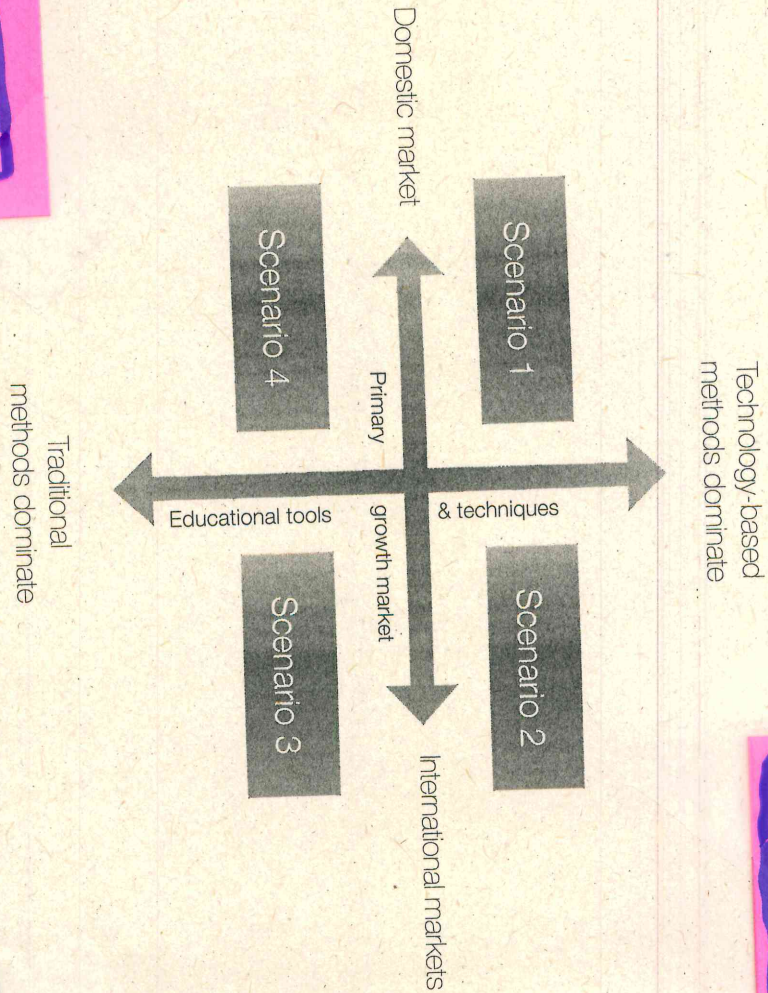 Technology-based
methods dominate
Scenario 1
Scenario 2
& techniques
Domestic market
Primary
growth market
International markets
Educational tools
Scenario 4
Scenario 3
Traditional
methods dominate